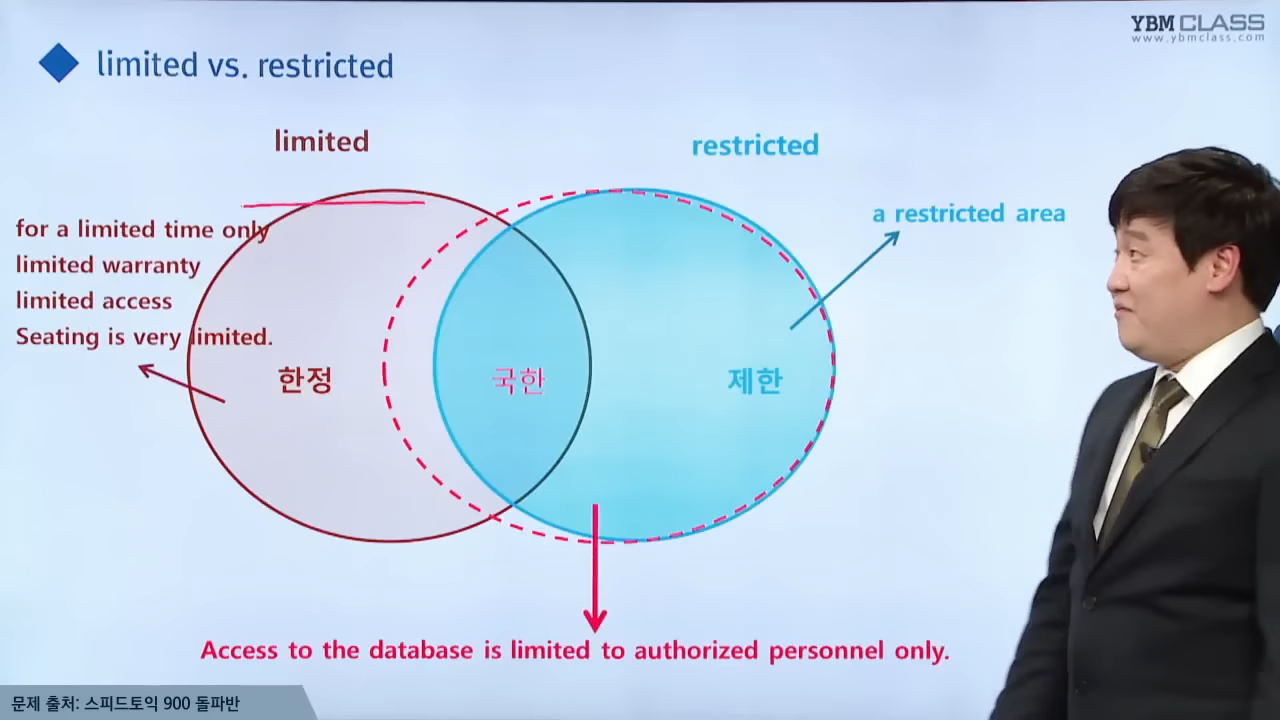 YBM CLASS
www.ybmclass.com
limited vs. restricted
limited
restricted
for a limited time only
limited warranty
limited access
Seating is very limited.
a restricted area
한정
국한
제한
Access to the database is limited to authorized personnel only.
문제 출처: 스피드토익 900 돌파반